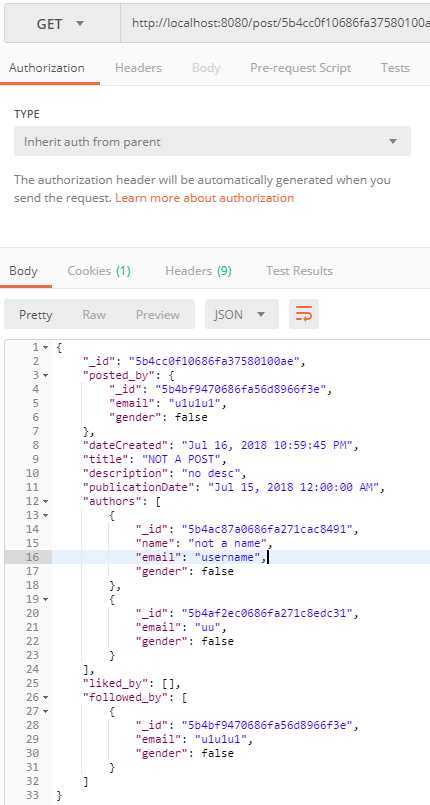 GET http://localhost:8080/post/5b4cc0f10686fa37580100a
Authorization Headers Body Pre-request Script Tests
TYPE
Inherit auth from parent
The authorization header will be automatically generated when you
send the request. Learn more about authorization
Body Cookies (1) Headers (9) Test Results
Pretty Raw Preview JSON
1 {
2 "_id": "5b4cc0f10686fa37580100ae",
3 "posted_by": {
4 "_id": "5b4bf9470686fa56d8966f3e",
5 "email": "u1u1u1",
6 "gender": false
7 },
8 "dateCreated": "Jul 16, 2018 10:59:45 PM",
9 "title": "NOT A POST",
10 "description": "no desc",
11 "publicationDate": "Jul 15, 2018 12:00:00 AM",
12 "authors": [
13 {
14 "_id": "5b4ac87a0686fa271cac8491",
15 "name": "not a name",
16 "email": "username",
17 "gender": false
18 },
19 {
20 "_id": "5b4af2ec0686fa271c8edc31",
21 "email": "uu",
22 "gender": false
23 }
24 ],
25 "liked_by": [],
26 "followed_by": [
27 {
28 "_id": "5b4bf9470686fa56d8966f3e",
29 "email": "u1u1u1",
30 "gender": false
31 }
32 ]
33 }